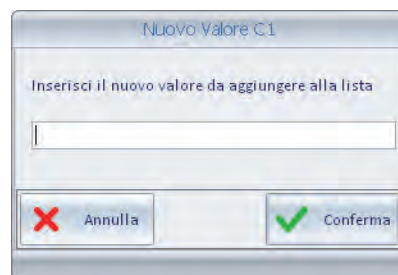 Nuovo Valore C1
Inserisci il nuovo valore da aggiungere alla lista
Annulla
Conferma